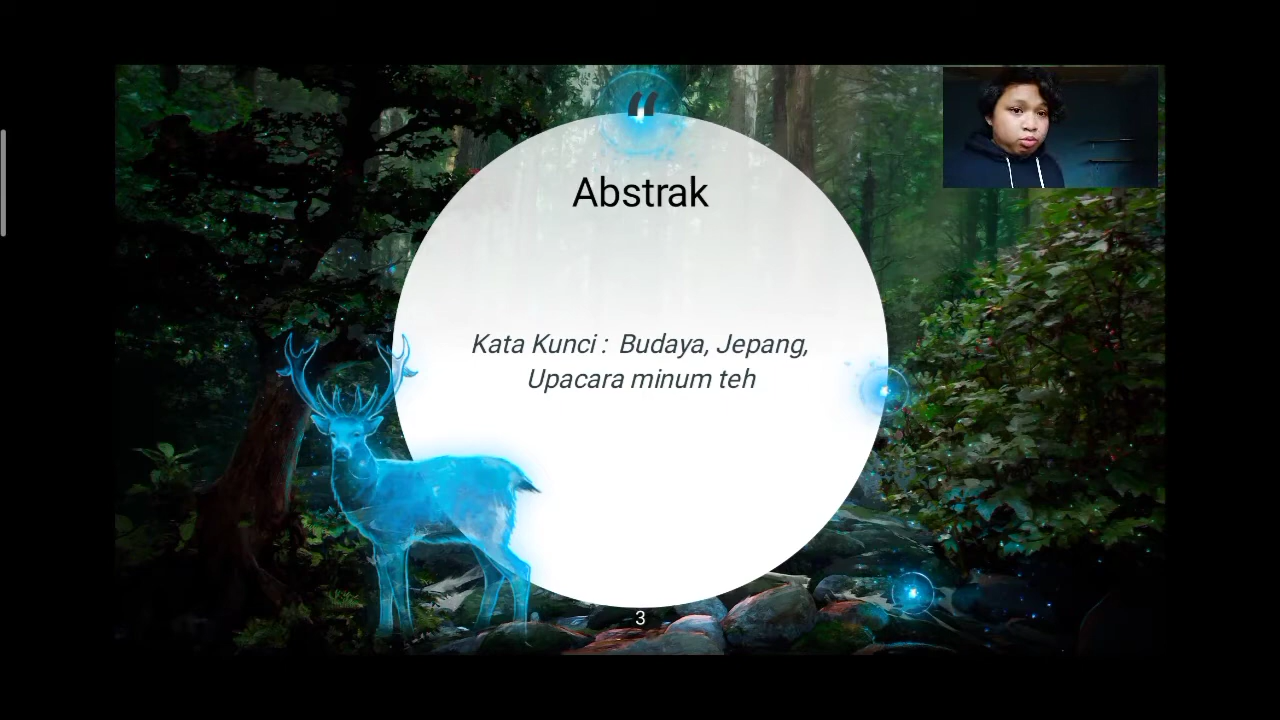 “
Abstrak
Kata Kunci : Budaya, Jepang,
Upacara minum teh
3